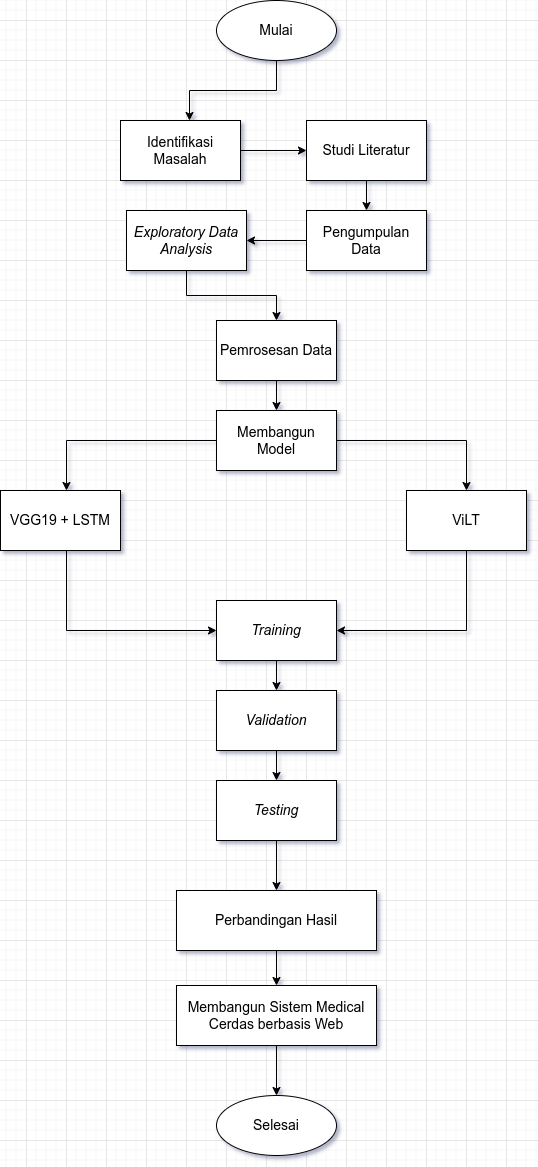 Mulai
Identifikasi
Masalah
Studi Literatur
Exploratory Data
Analysis
Pengumpulan
Data
Pemrosesan Data
Membangun
Model
VGG19 + LSTM
ViLT
Training
Validation
Testing
Perbandingan Hasil
Membangun Sistem Medical
Cerdas berbasis Web
Selesai